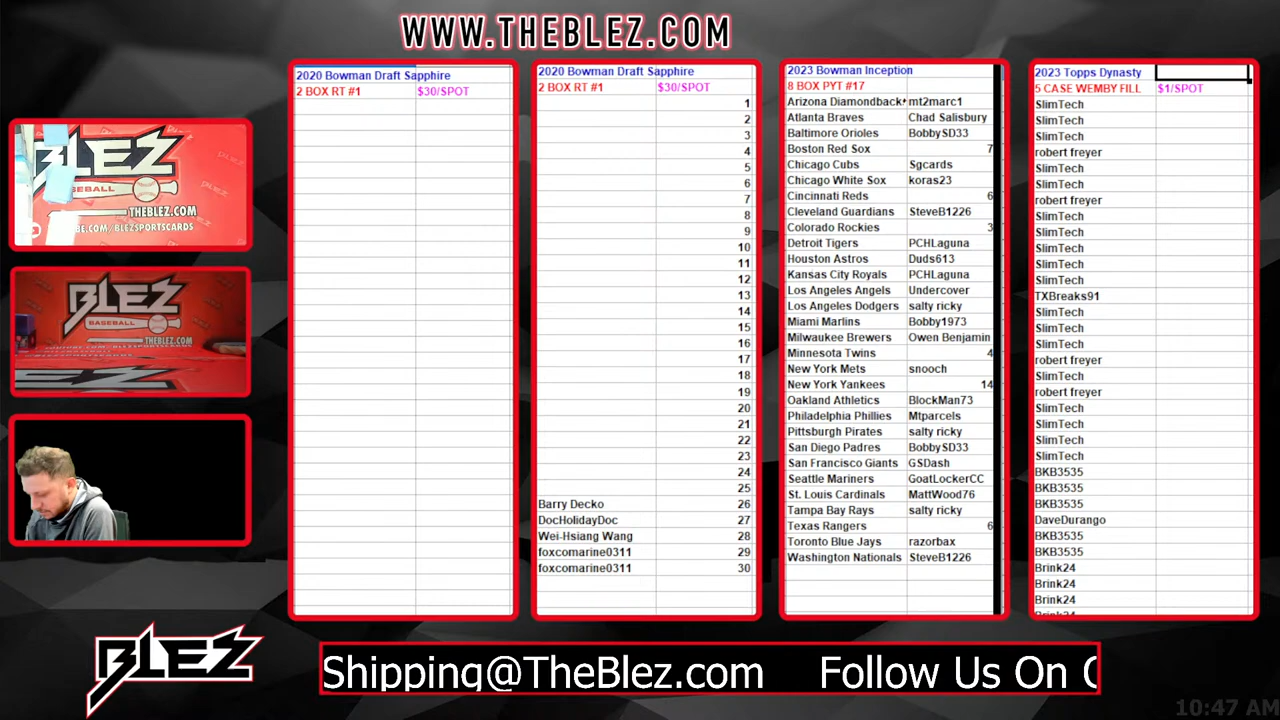 WWW.THEBLEZ.COM
BLEZ
BASEBALL
THEBLEZ.COM
BE.COM/BLEZSPORTSCARDS
BLEZ
BASEBALL
THEBLEZ.COM
2020 Bowman Draft Sapphire
2 BOX RT #1 $30/SPOT
2020 Bowman Draft Sapphire
2 BOX RT #1 $30/SPOT
1
2
3
4
5
6
7
8
9
10
11
12
13
14
15
16
17
18
19
20
21
22
23
24
25
Barry Decko 26
DocHolidayDoc 27
Wei-Hsiang Wang 28
foxcomarine0311 29
foxcomarine0311 30
2023 Bowman Inception
8 BOX PYT #17
Arizona Diamondback mt2marc1
Atlanta Braves Chad Salisbury
Baltimore Orioles BobbySD33
Boston Red Sox 7
Chicago Cubs Sgcards
Chicago White Sox koras23
Cincinnati Reds 6
Cleveland Guardians SteveB1226
Colorado Rockies 3
Detroit Tigers PCHLaguna
Houston Astros Duds613
Kansas City Royals PCHLaguna
Los Angeles Angels Undercover
Los Angeles Dodgers salty ricky
Miami Marlins Bobby1973
Milwaukee Brewers Owen Benjamin
Minnesota Twins 4
New York Mets snooch
New York Yankees 14
Oakland Athletics BlockMan73
Philadelphia Phillies Mtparcels
Pittsburgh Pirates salty ricky
San Diego Padres BobbySD33
San Francisco Giants GSDash
Seattle Mariners GoatLockerCC
St. Louis Cardinals MattWood76
Tampa Bay Rays salty ricky
Texas Rangers 6
Toronto Blue Jays razorbax
Washington Nationals SteveB1226
2023 Topps Dynasty
5 CASE WEMBY FILL $1/SPOT
SlimTech
SlimTech
SlimTech
robert freyer
SlimTech
SlimTech
robert freyer
SlimTech
SlimTech
SlimTech
SlimTech
SlimTech
TXBreaks91
SlimTech
SlimTech
SlimTech
robert freyer
SlimTech
robert freyer
SlimTech
SlimTech
SlimTech
SlimTech
BKB3535
BKB3535
BKB3535
DaveDurango
BKB3535
BKB3535
Brink24
Brink24
Brink24
Brink24
BLEZ
Shipping@TheBlez.com Follow Us On
10:47 AM